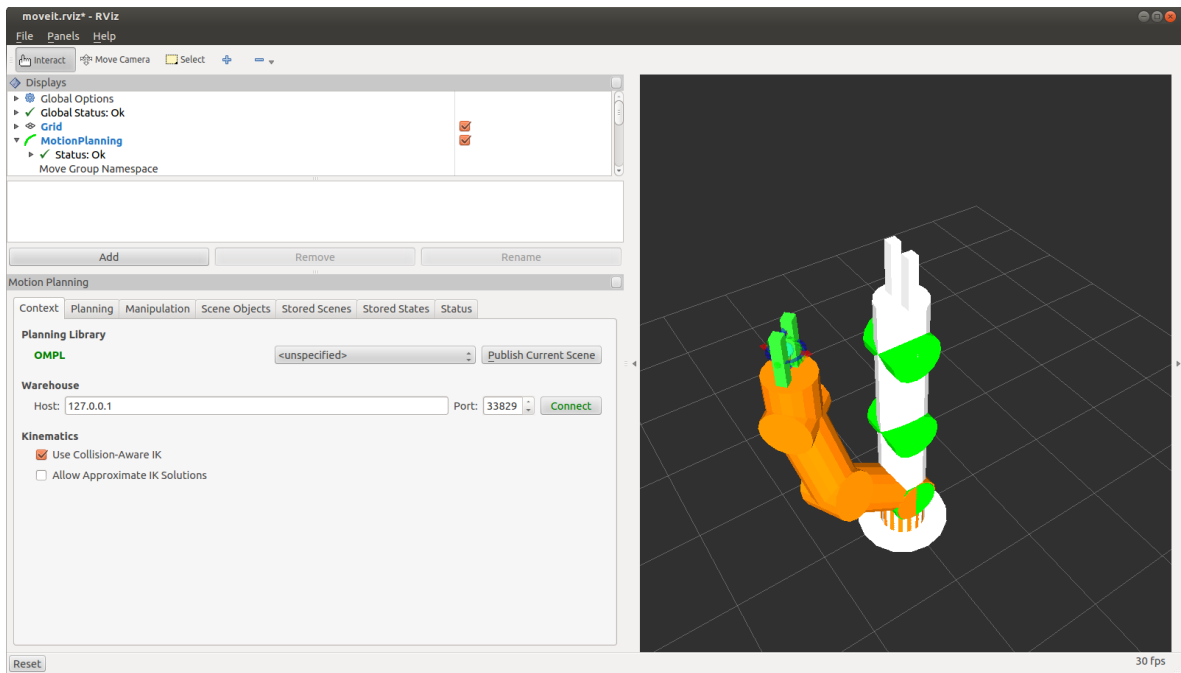 moveit.rviz* - RViz
File Panels Help
Interact Move Camera Select
Displays
Global Options
Global Status: Ok
Grid
MotionPlanning
Status: Ok
Move Group Namespace
Add Remove Rename
Motion Planning
Context Planning Manipulation Scene Objects Stored Scenes Stored States Status
Planning Library
OMPL <unspecified> Publish Current Scene
Warehouse
Host: 127.0.0.1 Port: 33829 Connect
Kinematics
Use Collision-Aware IK
Allow Approximate IK Solutions
Reset 30 fps